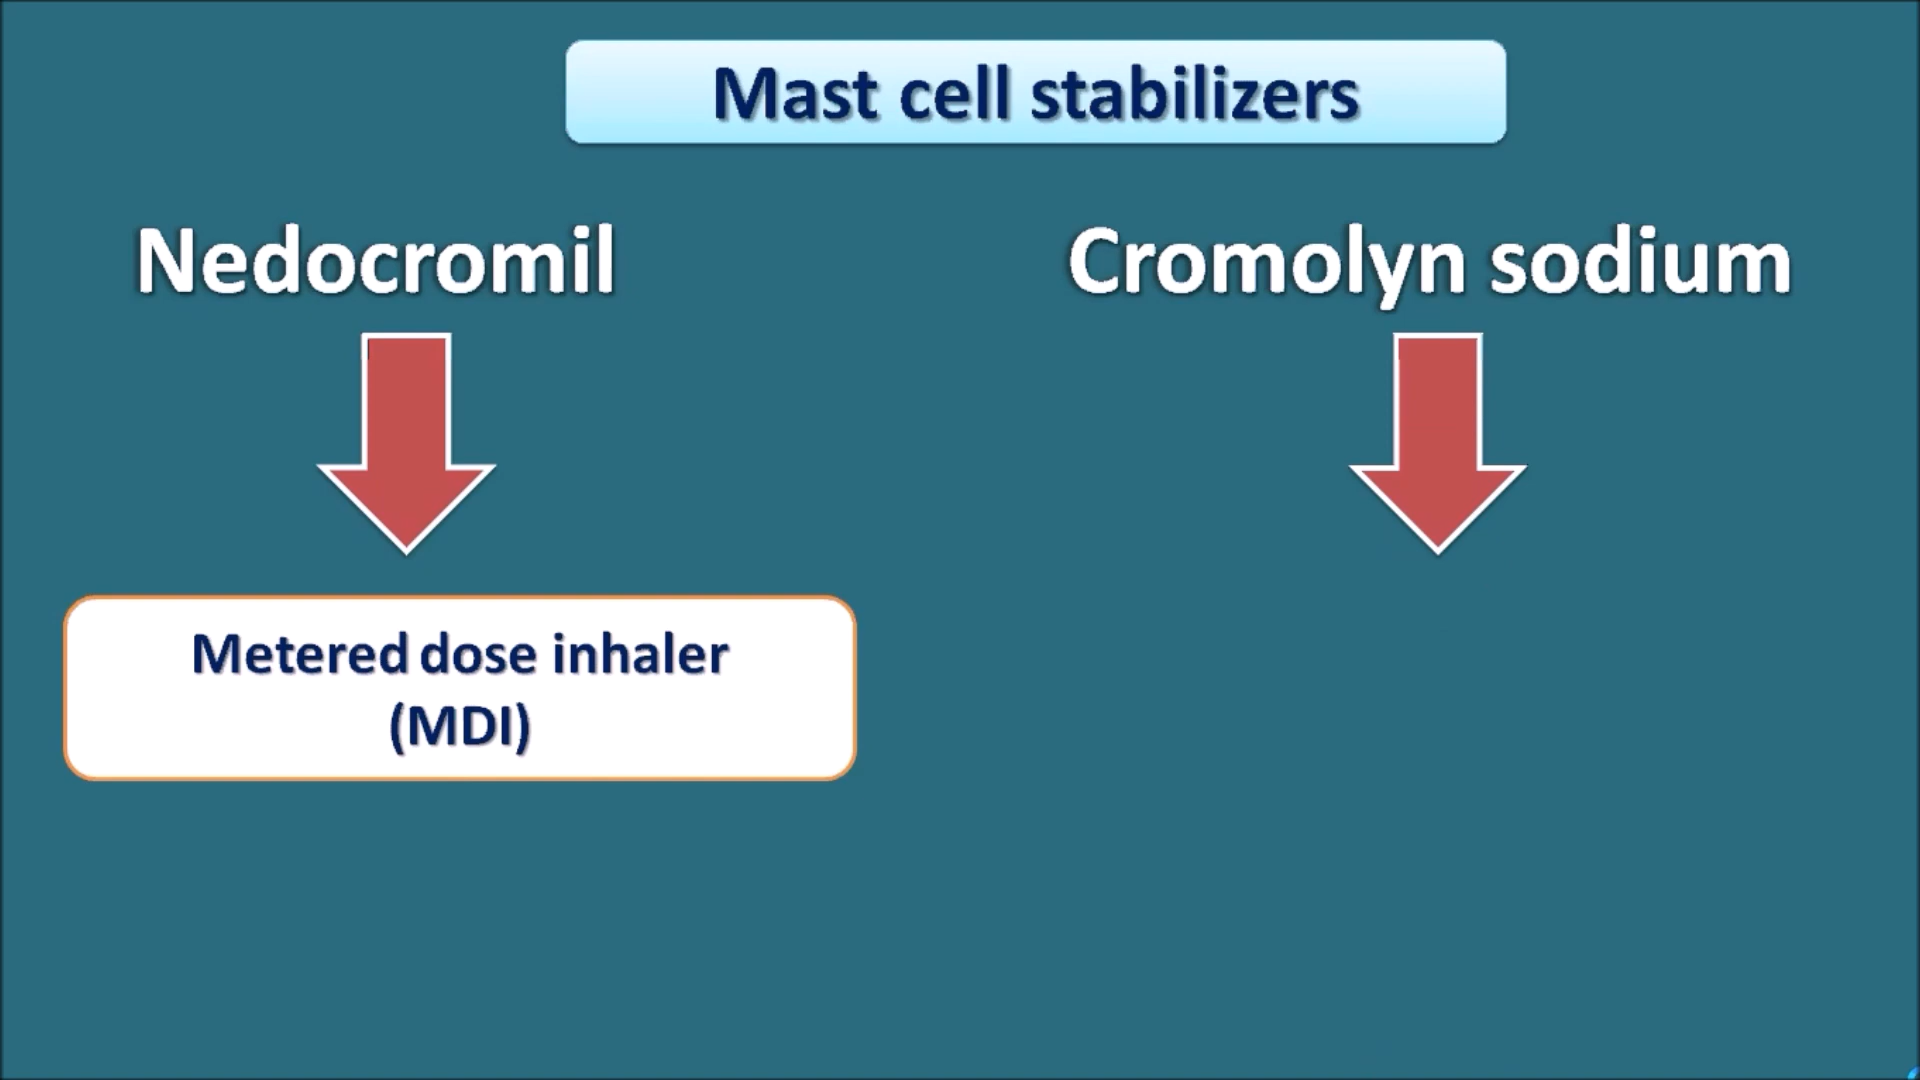 Mast cell stabilizers
Nedocromil
Cromolyn sodium
Metered dose inhaler
(MDI)